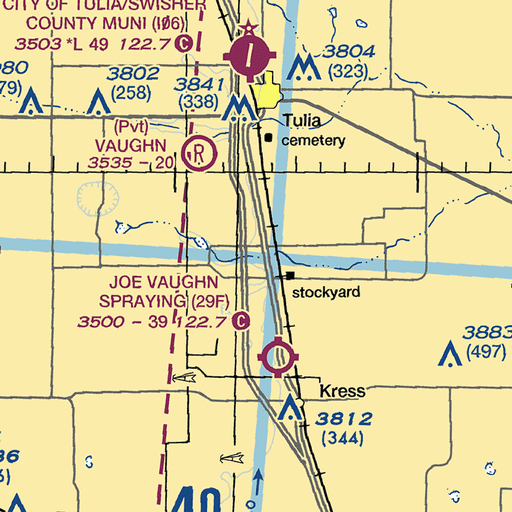 CITY OF TULIA/SWISHER
COUNTY MUNI (I06)
3503 *L 49 122.7 C
3804
(323)
3802
(258)
3841
(338)
Tulia
cemetery
(Pvt)
VAUGHN
3535 - 20
R
JOE VAUGHN
SPRAYING (29F)
3500 - 39 122.7 C
stockyard
3883
(497)
Kress
3812
(344)
40